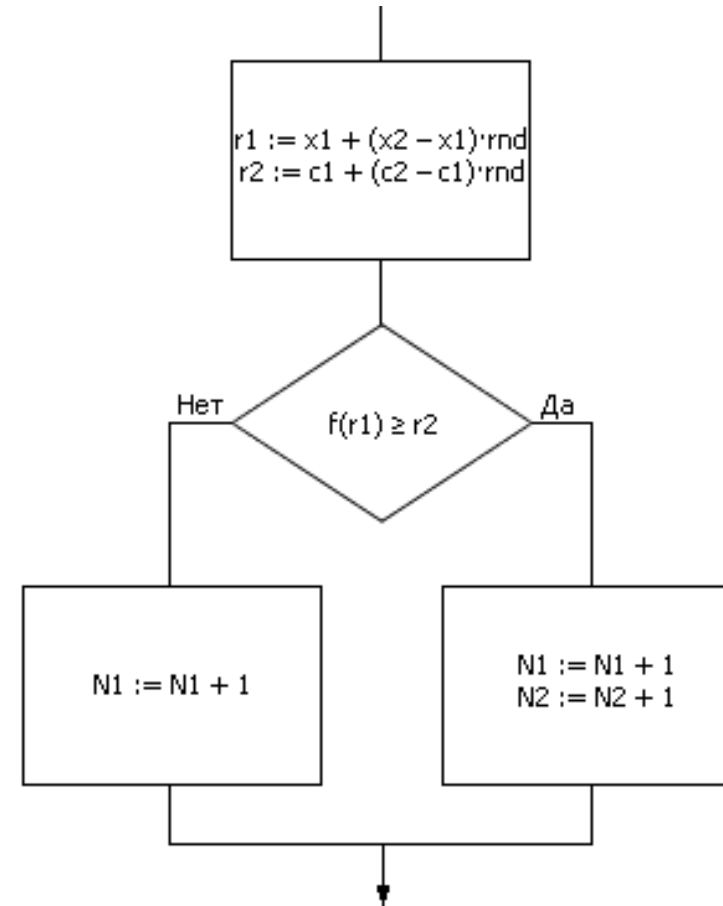 r1 := x1 + (x2 – x1)·rnd
r2 := c1 + (c2 – c1)·rnd
Нет
Да
f(r1) ≥ r2
N1 := N1 + 1
N1 := N1 + 1
N2 := N2 + 1